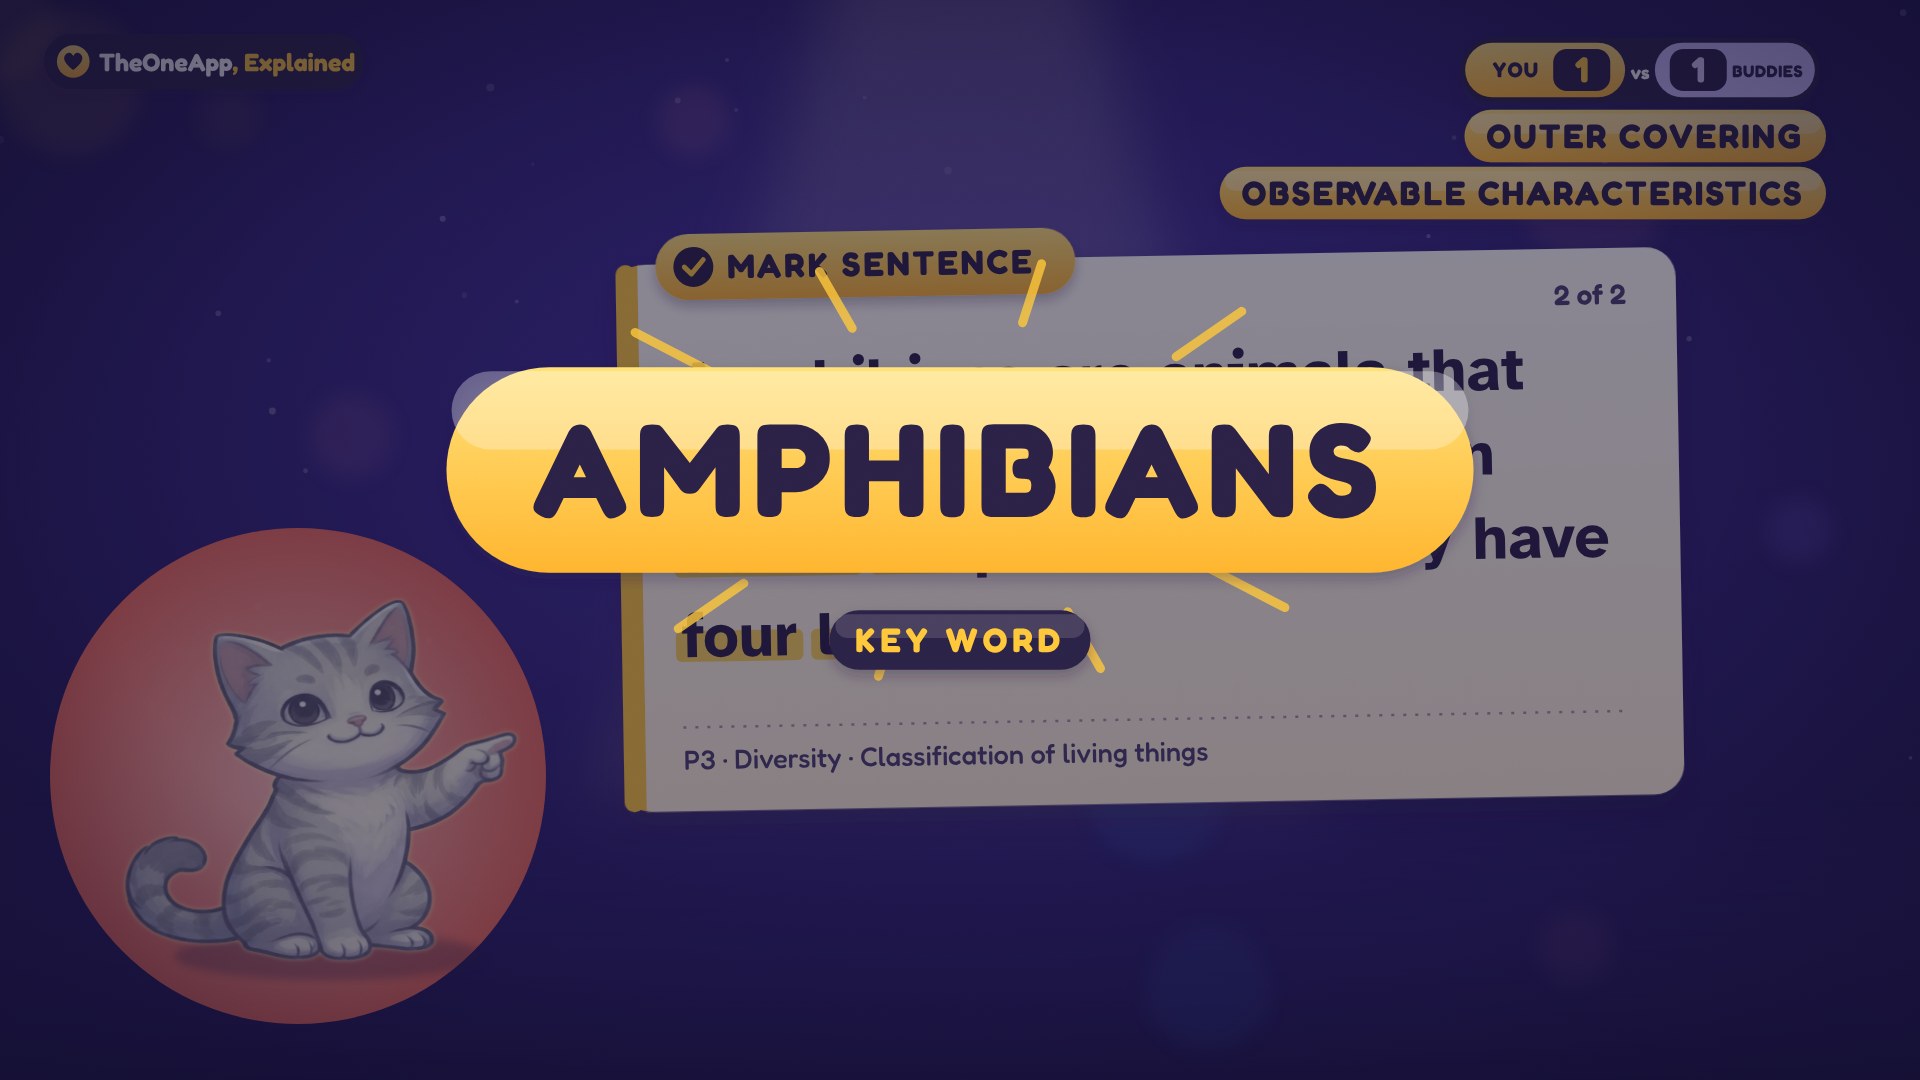 TheOneApp, Explained
YOU 1 vs 1 BUDDIES
OUTER COVERING
OBSERVABLE CHARACTERISTICS
MARK SENTENCE
2 of 2
that
AMPHIBIANS
have
four
KEY WORD
P3 · Diversity · Classification of living things